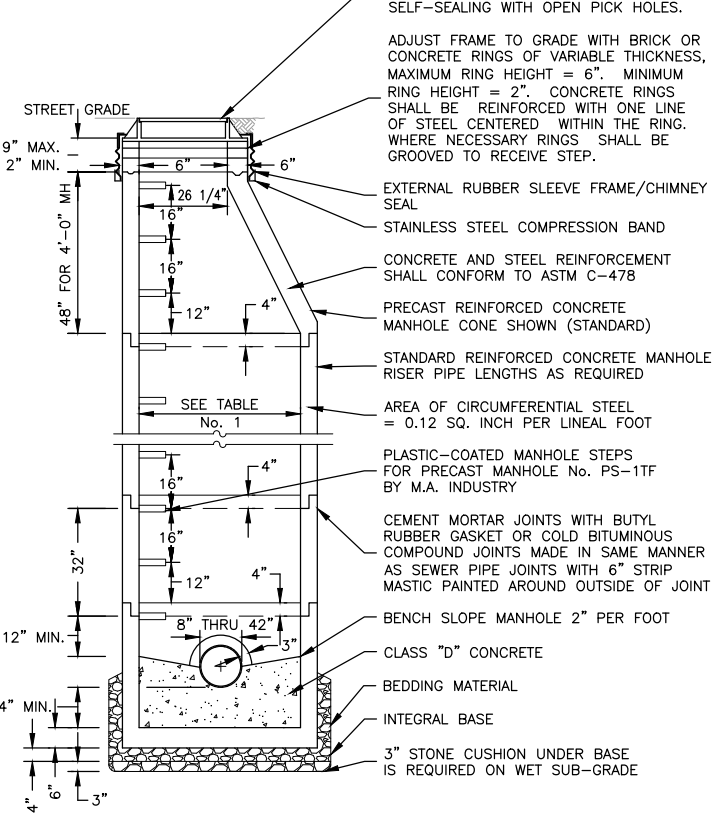 SELF-SEALING WITH OPEN PICK HOLES.
ADJUST FRAME TO GRADE WITH BRICK OR
CONCRETE RINGS OF VARIABLE THICKNESS,
MAXIMUM RING HEIGHT = 6". MINIMUM
RING HEIGHT = 2". CONCRETE RINGS
SHALL BE REINFORCED WITH ONE LINE
OF STEEL CENTERED WITHIN THE RING.
WHERE NECESSARY RINGS SHALL BE
GROOVED TO RECEIVE STEP.
EXTERNAL RUBBER SLEEVE FRAME/CHIMNEY
SEAL
STAINLESS STEEL COMPRESSION BAND
CONCRETE AND STEEL REINFORCEMENT
SHALL CONFORM TO ASTM C-478
PRECAST REINFORCED CONCRETE
MANHOLE CONE SHOWN (STANDARD)
STANDARD REINFORCED CONCRETE MANHOLE
RISER PIPE LENGTHS AS REQUIRED
AREA OF CIRCUMFERENTIAL STEEL
= 0.12 SQ. INCH PER LINEAL FOOT
PLASTIC-COATED MANHOLE STEPS
FOR PRECAST MANHOLE No. PS-1TF
BY M.A. INDUSTRY
CEMENT MORTAR JOINTS WITH BUTYL
RUBBER GASKET OR COLD BITUMINOUS
COMPOUND JOINTS MADE IN SAME MANNER
AS SEWER PIPE JOINTS WITH 6" STRIP
MASTIC PAINTED AROUND OUTSIDE OF JOINT
BENCH SLOPE MANHOLE 2" PER FOOT
CLASS "D" CONCRETE
BEDDING MATERIAL
INTEGRAL BASE
3" STONE CUSHION UNDER BASE
IS REQUIRED ON WET SUB-GRADE
STREET GRADE
9" MAX.
2" MIN.
6"
6"
26 1/4"
48" FOR 4'-0" MH
16"
16"
12"
4"
SEE TABLE
No. 1
16"
4"
16"
32"
12"
4"
12" MIN.
8" THRU 42"
3"
4" MIN.
4"
6"
3"